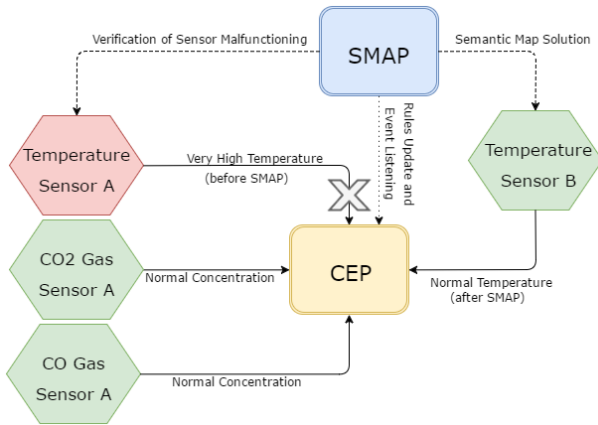 Verification of Sensor Malfunctioning
SMAP
Semantic Map Solution
Rules Update and
Event Listening
Temperature
Sensor A
Very High Temperature
(before SMAP)
Temperature
Sensor B
CO2 Gas
Sensor A
Normal Concentration
CEP
Normal Temperature
(after SMAP)
CO Gas
Sensor A
Normal Concentration